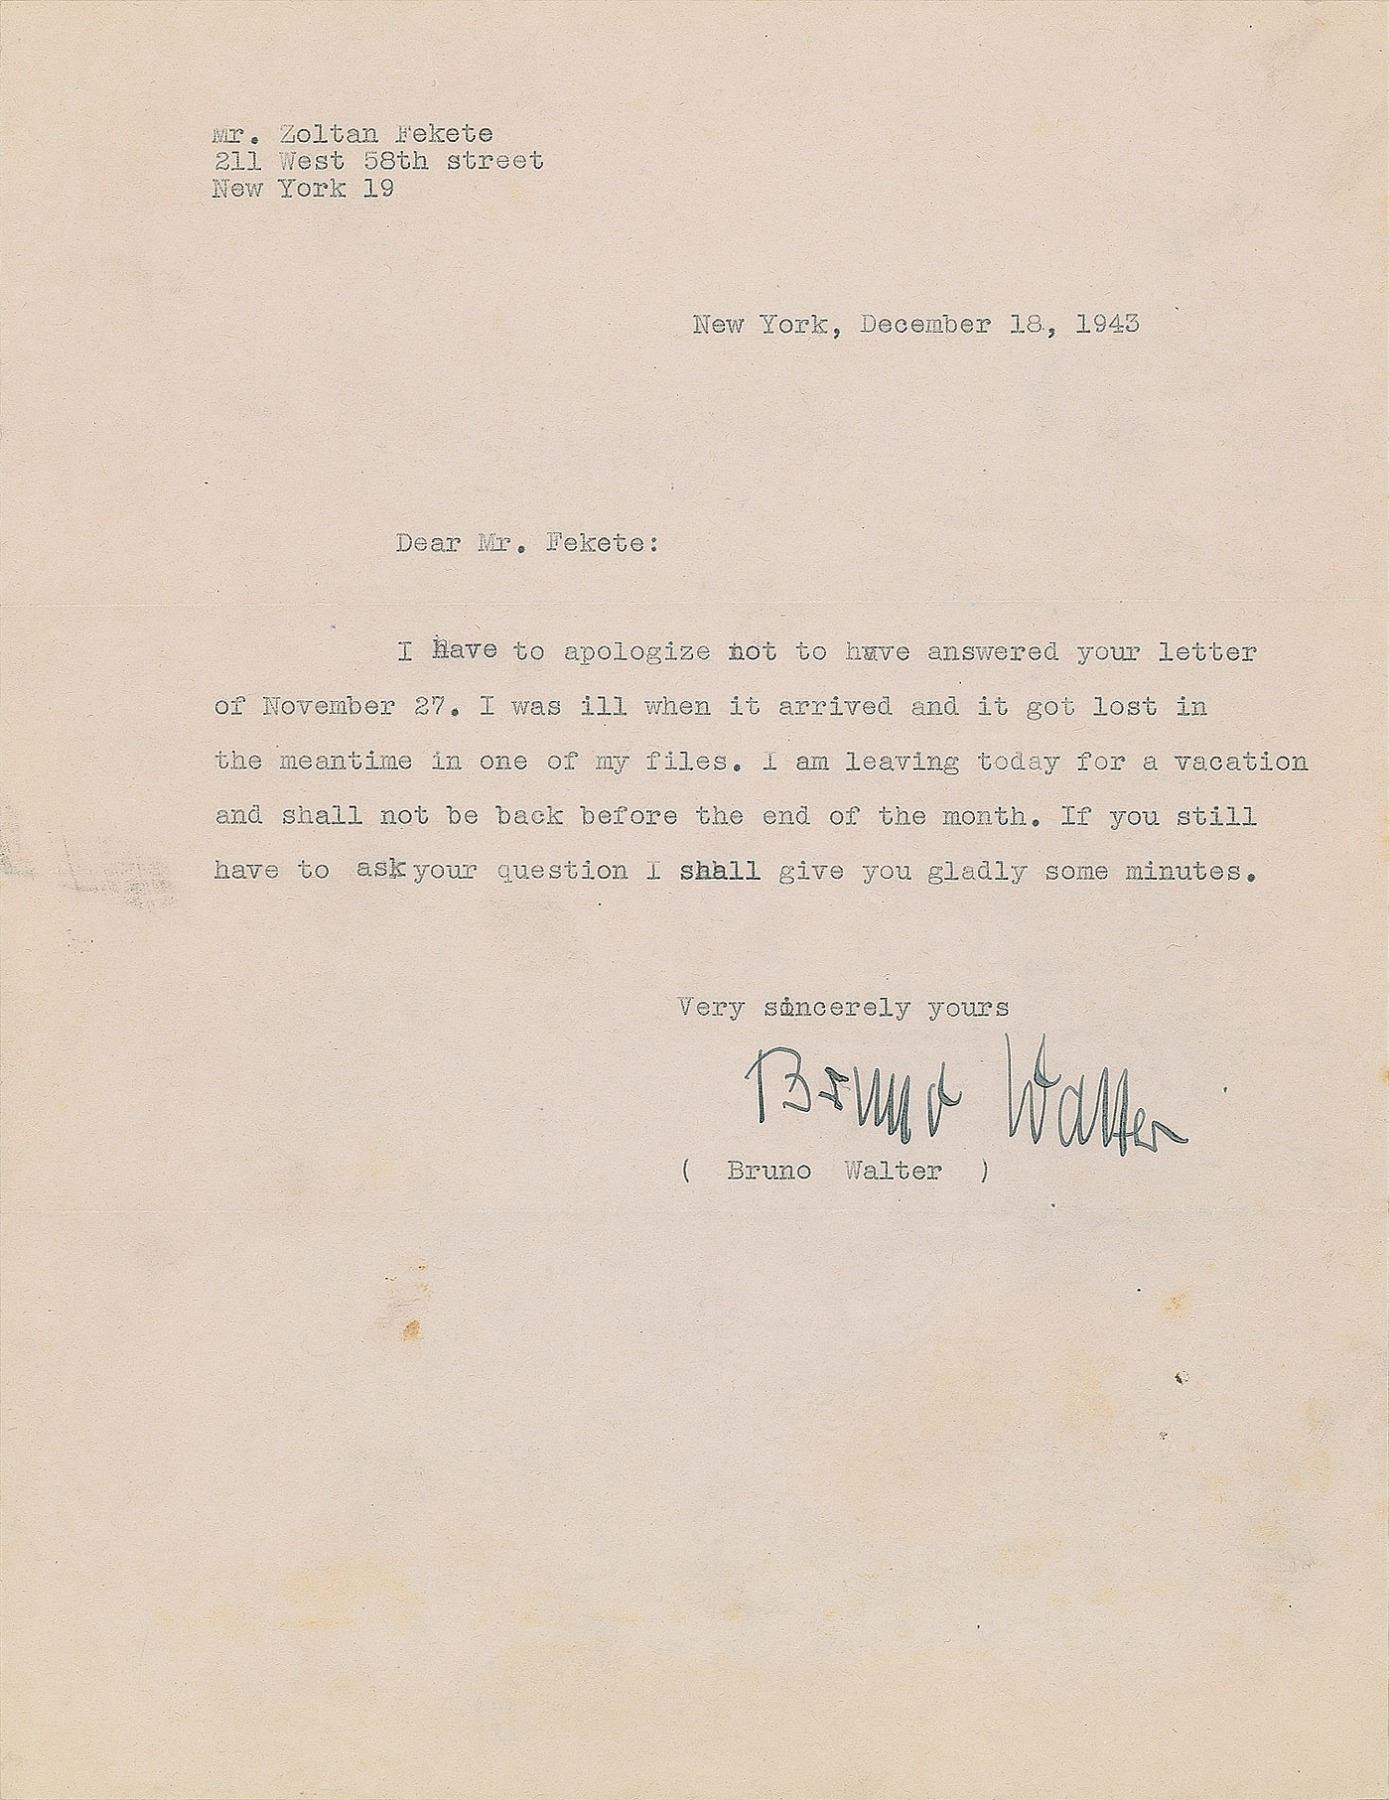 Mr. Zoltan Fekete
211 West 58th street
New York 19
New York, December 18, 1943
Dear Mr. Fekete:
I have to apologize not to have answered your letter
of November 27. I was ill when it arrived and it got lost in
the meantime in one of my files. I am leaving today for a vacation
and shall not be back before the end of the month. If you still
have to ask your question I shall give you gladly some minutes.
Very sincerely yours
Bruno Walter
( Bruno Walter )